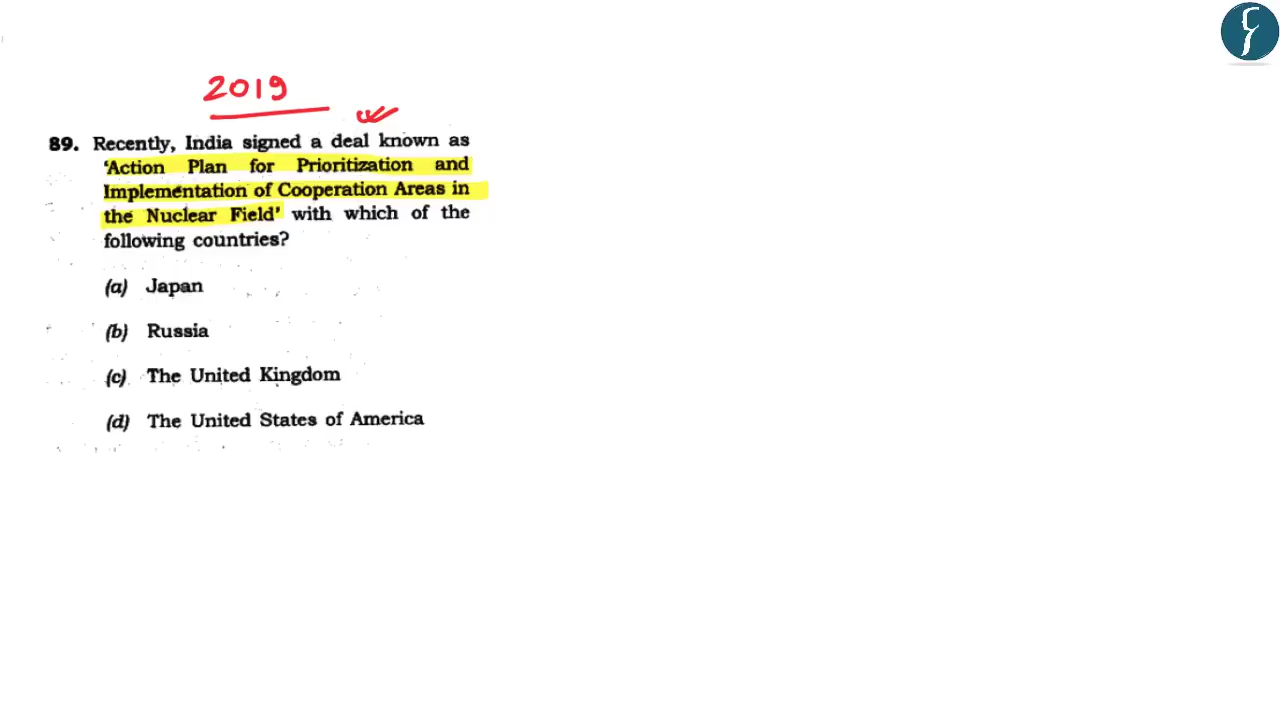 2019
89. Recently, India signed a deal known as
‘Action Plan for Prioritization and
Implementation of Cooperation Areas in
the Nuclear Field’ with which of the
following countries?
(a) Japan
(b) Russia
(c) The United Kingdom
(d) The United States of America